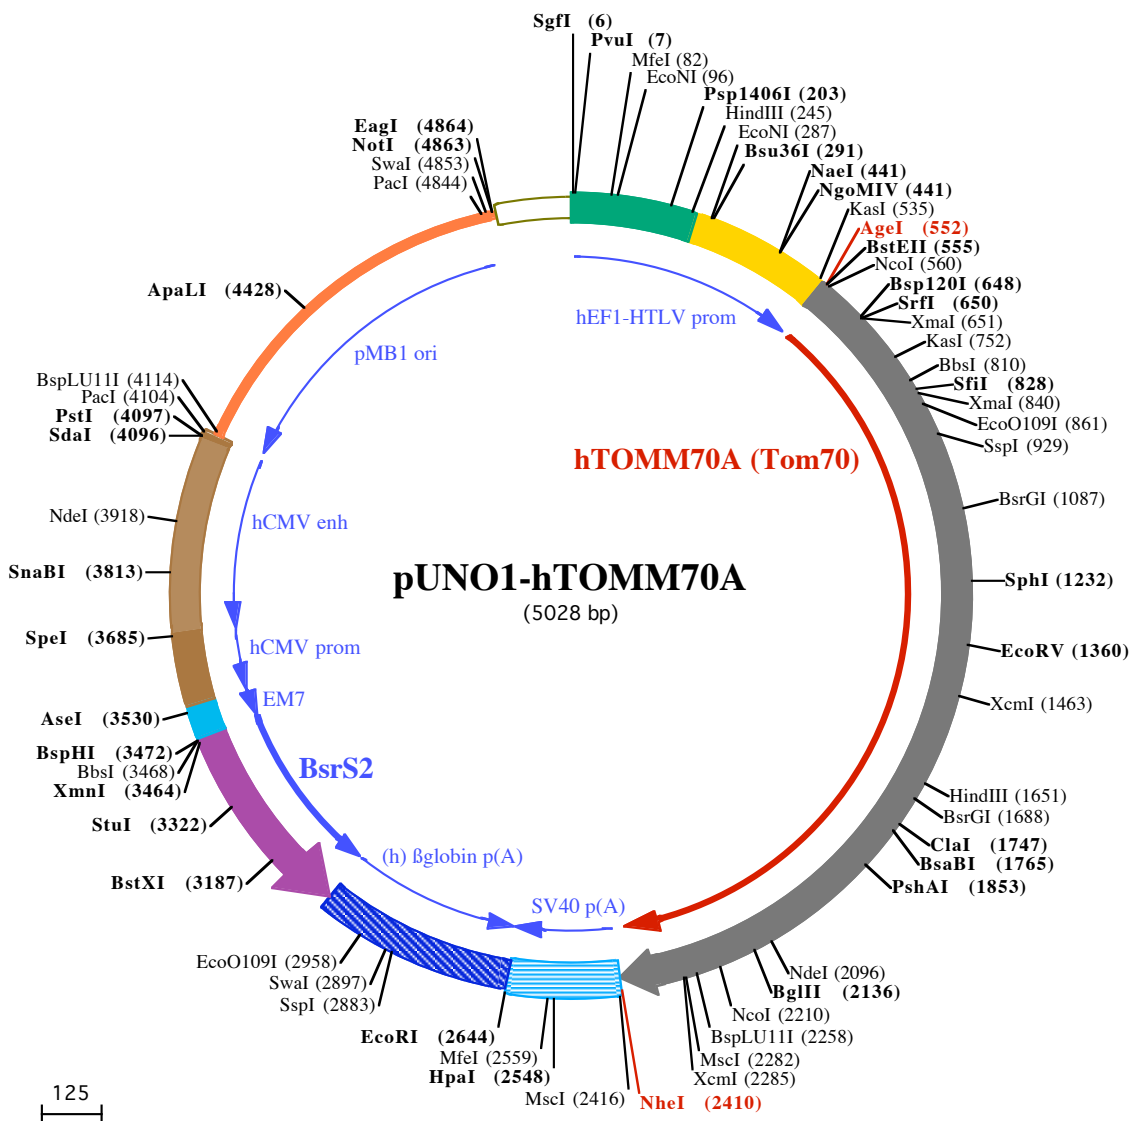 SgfI (6)
PvuI (7)
MfeI (82)
EcoNI (96)
Psp1406I (203)
HindIII (245)
EcoNI (287)
Bsu36I (291)
NaeI (441)
NgoMIV (441)
KasI (535)
AgeI (552)
BstEII (555)
NcoI (560)
Bsp120I (648)
SrfI (650)
XmaI (651)
KasI (752)
BbsI (810)
SfiI (828)
XmaI (840)
EcoO109I (861)
SspI (929)
BsrGI (1087)
SphI (1232)
EcoRV (1360)
XcmI (1463)
HindIII (1651)
BsrGI (1688)
ClaI (1747)
BsaBI (1765)
PshAI (1853)
NdeI (2096)
BglII (2136)
NcoI (2210)
BspLU11I (2258)
MscI (2282)
XcmI (2285)
NheI (2410)
MscI (2416)
HpaI (2548)
MfeI (2559)
EcoRI (2644)
SspI (2883)
SwaI (2897)
EcoO109I (2958)
BstXI (3187)
StuI (3322)
XmnI (3464)
BbsI (3468)
BspHI (3472)
AseI (3530)
SpeI (3685)
SnaBI (3813)
NdeI (3918)
SdaI (4096)
PstI (4097)
PacI (4104)
BspLU11I (4114)
ApaLI (4428)
PacI (4844)
SwaI (4853)
NotI (4863)
EagI (4864)
hEF1-HTLV prom
pMB1 ori
hTOMM70A (Tom70)
hCMV enh
pUNO1-hTOMM70A
(5028 bp)
hCMV prom
EM7
BsrS2
(h) ßglobin p(A)
SV40 p(A)
125